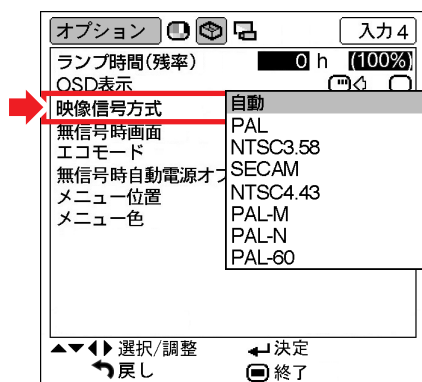 オプション 入力4
ランプ時間(残率) 0 h (100%)
OSD表示
映像信号方式
無信号時画面
エコモード
無信号時自動電源オフ
メニュー位置
メニュー色
自動
PAL
NTSC3.58
SECAM
NTSC4.43
PAL-M
PAL-N
PAL-60
選択/調整 決定
戻し 終了